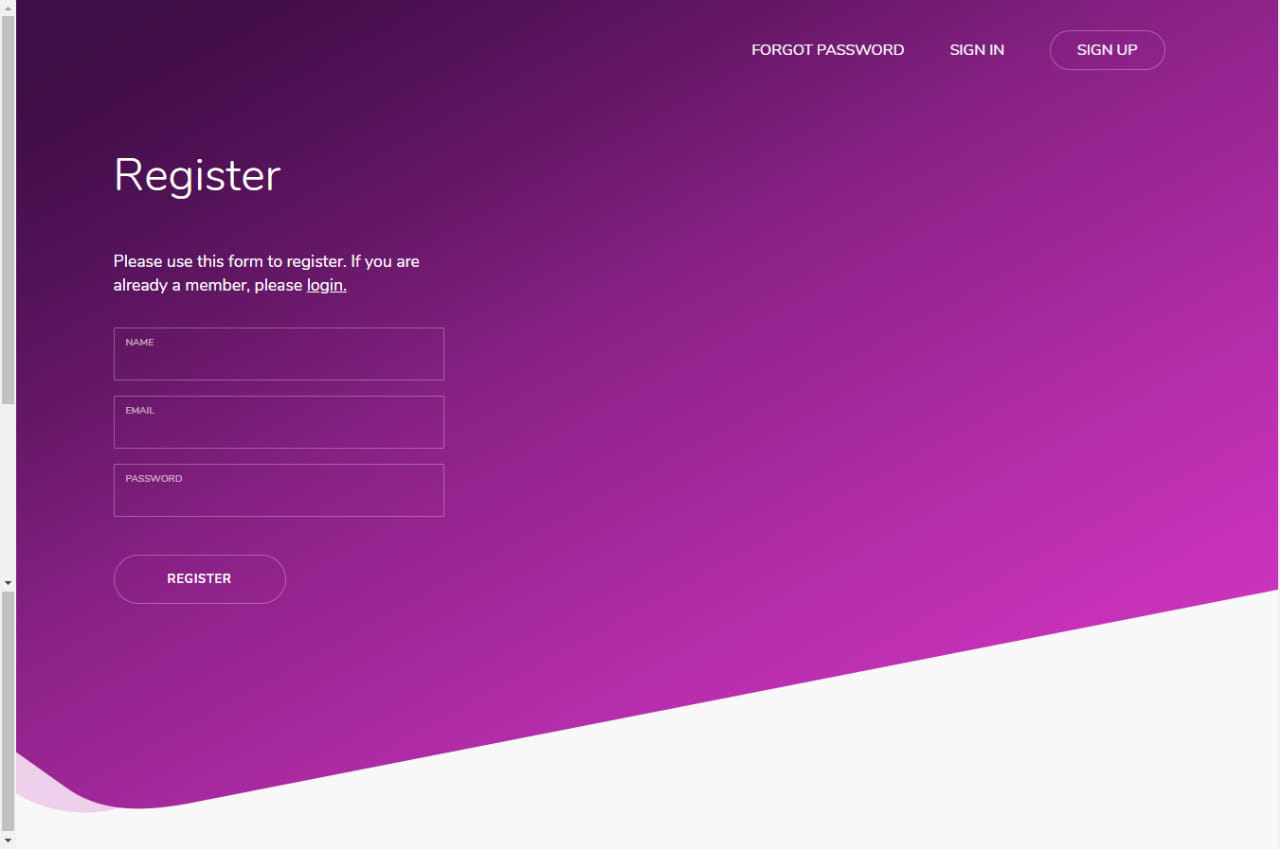 FORGOT PASSWORD SIGN IN SIGN UP
Register
Please use this form to register. If you are
already a member, please login.
NAME
EMAIL
PASSWORD
REGISTER